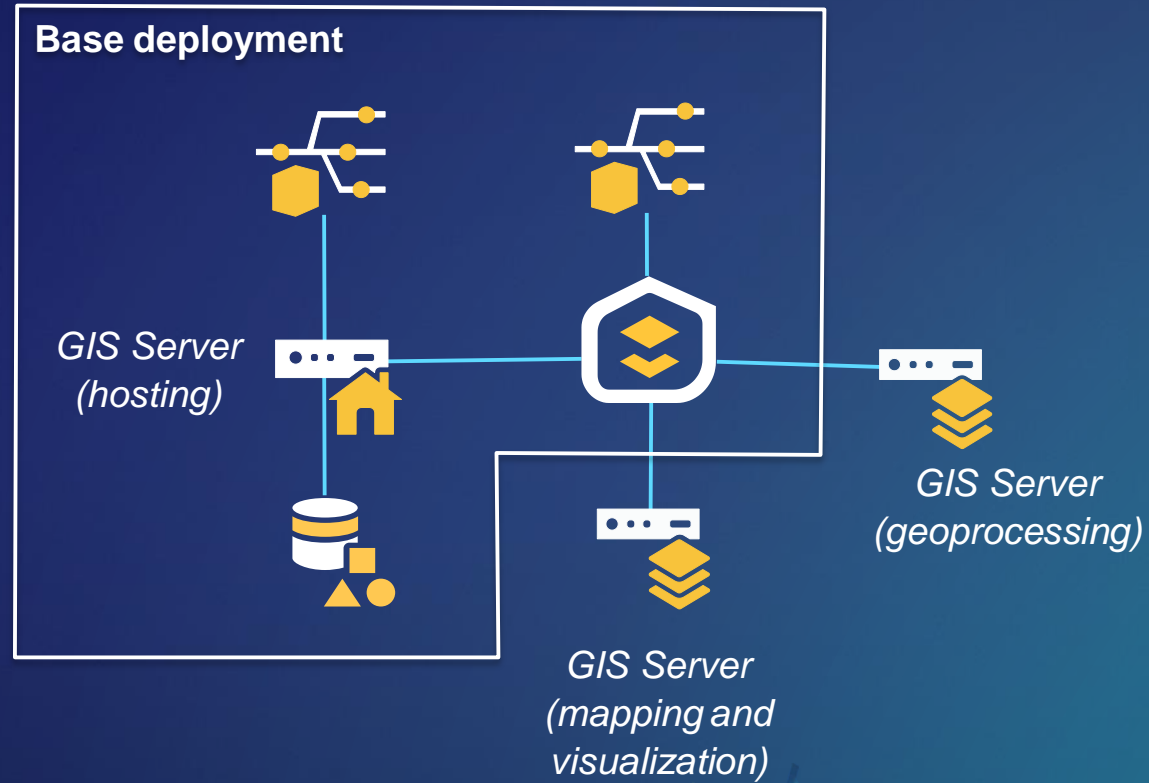 Base deployment
GIS Server
(hosting)
GIS Server
(geoprocessing)
GIS Server
(mapping and
visualization)